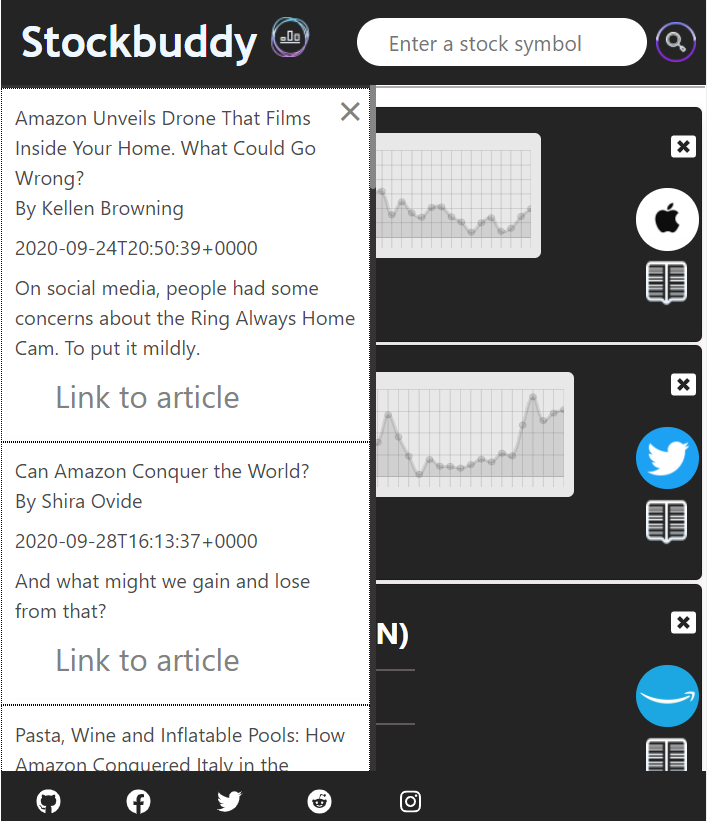 Stockbuddy
Enter a stock symbol
Amazon Unveils Drone That Films
Inside Your Home. What Could Go
Wrong?
By Kellen Browning
2020-09-24T20:50:39+0000
On social media, people had some
concerns about the Ring Always Home
Cam. To put it mildly.
Link to article
Can Amazon Conquer the World?
By Shira Ovide
2020-09-28T16:13:37+0000
And what might we gain and lose
from that?
Link to article
N)
Pasta, Wine and Inflatable Pools: How
Amazon Conquered Italy in the